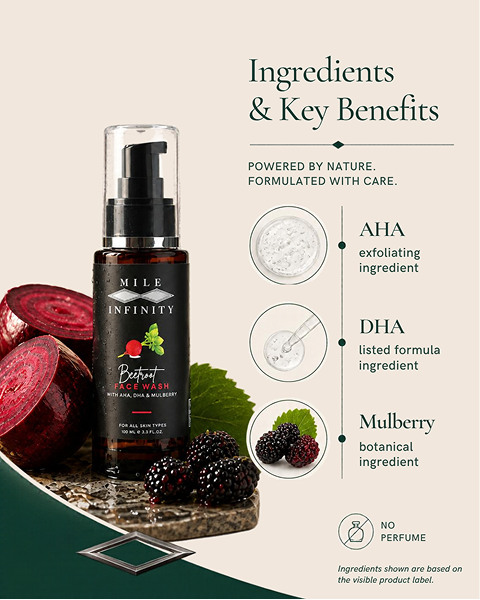 Ingredients
& Key Benefits
POWERED BY NATURE.
FORMULATED WITH CARE.
AHA
exfoliating
ingredient
DHA
listed formula
ingredient
Mulberry
botanical
ingredient
NO
PERFUME
Ingredients shown are based on
the visible product label.
MILE
INFINITY
Beetroot
FACE WASH
WITH AHA, DHA & MULBERRY
FOR ALL SKIN TYPES
100 ML e 3.3 FL.OZ.